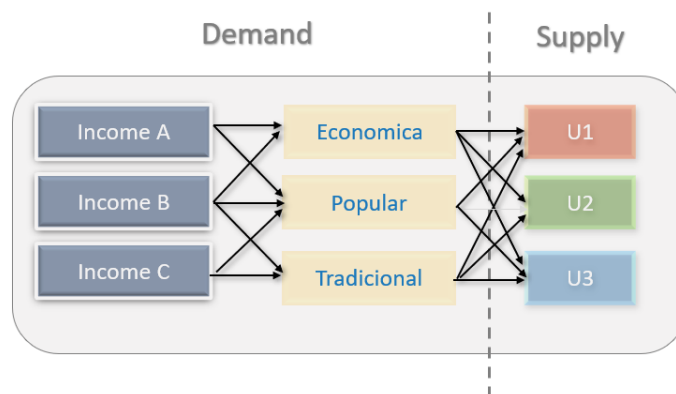 Demand
Supply
Income A
Economica
U1
Income B
Popular
U2
Income C
Tradicional
U3